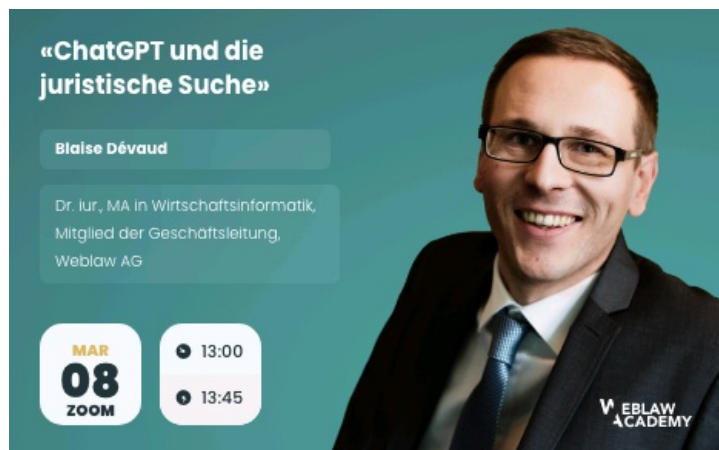 «ChatGPT und die
juristische Suche»
Blaise Dévaud
Dr. iur., MA in Wirtschaftsinformatik,
Mitglied der Geschäftsleitung,
Weblaw AG
MAR
08
ZOOM
13:00
13:45
WEBLAW
ACADEMY